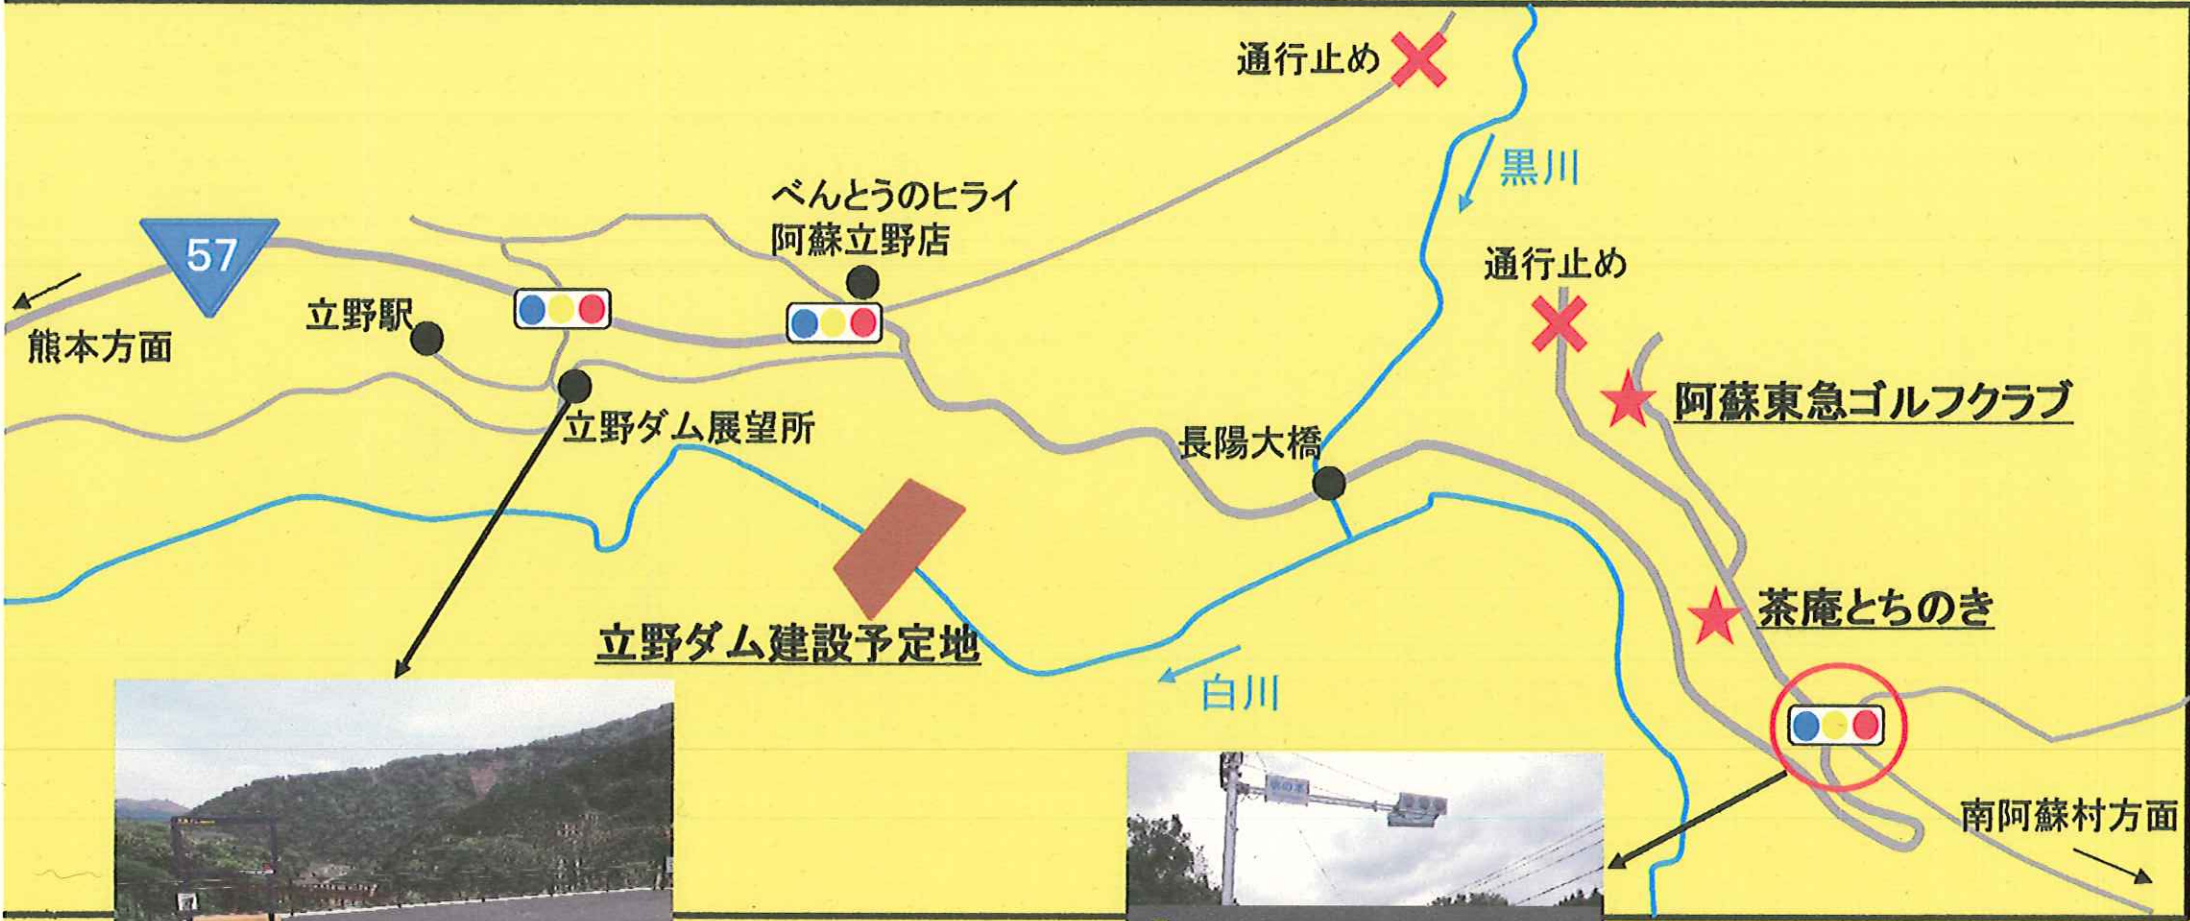 通行止め
黒川
べんとうのヒライ
阿蘇立野店
57
通行止め
立野駅
熊本方面
阿蘇東急ゴルフクラブ
立野ダム展望所
長陽大橋
茶庵とちのき
立野ダム建設予定地
白川
南阿蘇村方面